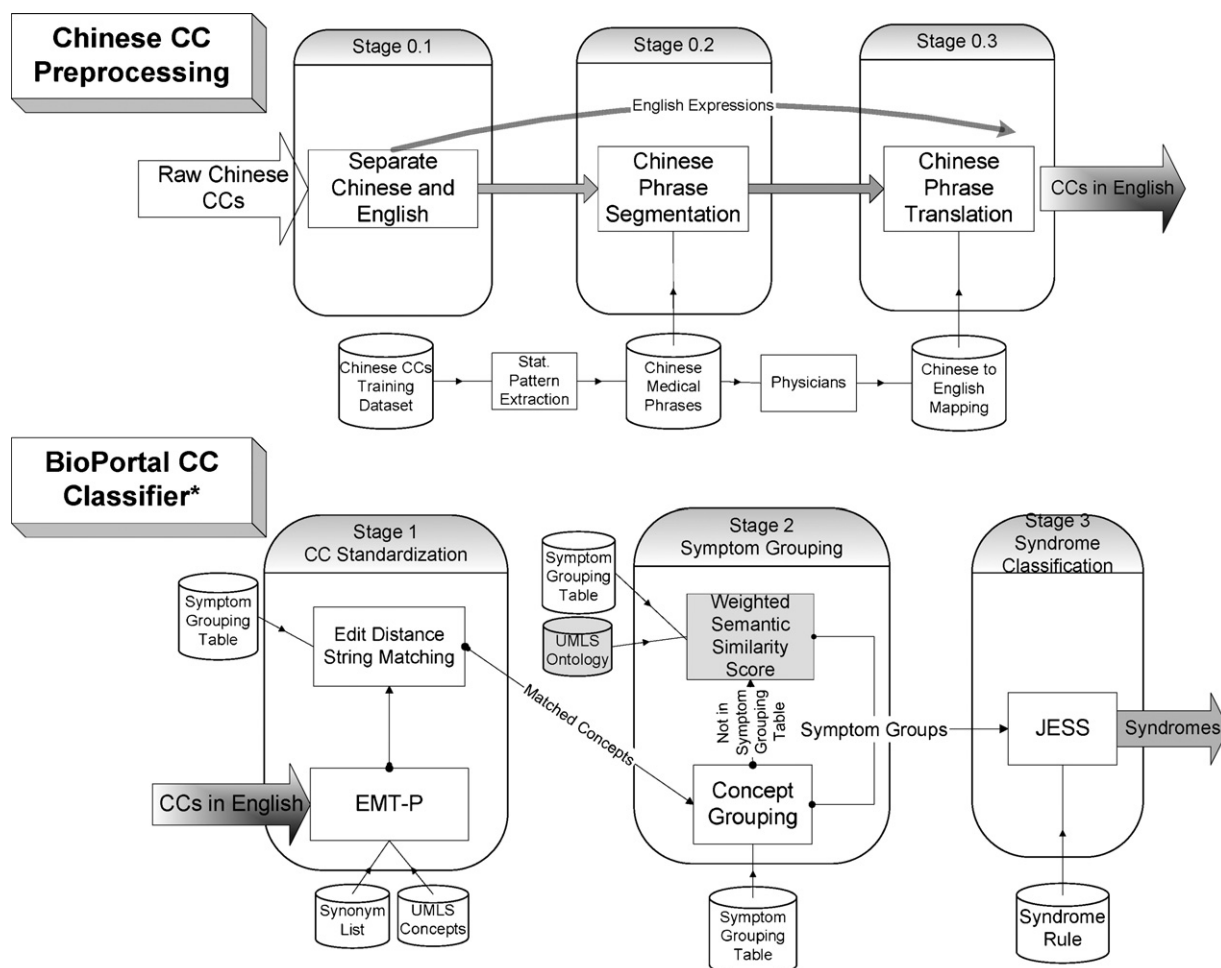 Chinese CC
Preprocessing
Stage 0.1
Stage 0.2
Stage 0.3
English Expressions
Raw Chinese
CCs
Separate
Chinese and
English
Chinese
Phrase
Segmentation
Chinese
Phrase
Translation
CCs in English
Chinese CCs
Training
Dataset
Stat.
Pattern
Extraction
Chinese
Medical
Phrases
Physicians
Chinese to
English
Mapping
BioPortal CC
Classifier*
Stage 1
CC Standardization
Stage 2
Symptom Grouping
Stage 3
Syndrome
Classification
Symptom
Grouping
Table
Edit Distance
String Matching
Symptom
Grouping
Table
UMLS
Ontology
Weighted
Semantic
Similarity
Score
Matched Concepts
Not in
Symptom
Grouping
Table
Symptom Groups
JESS
Syndromes
CCs in English
EMT-P
Concept
Grouping
Synonym
List
UMLS
Concepts
Symptom
Grouping
Table
Syndrome
Rule